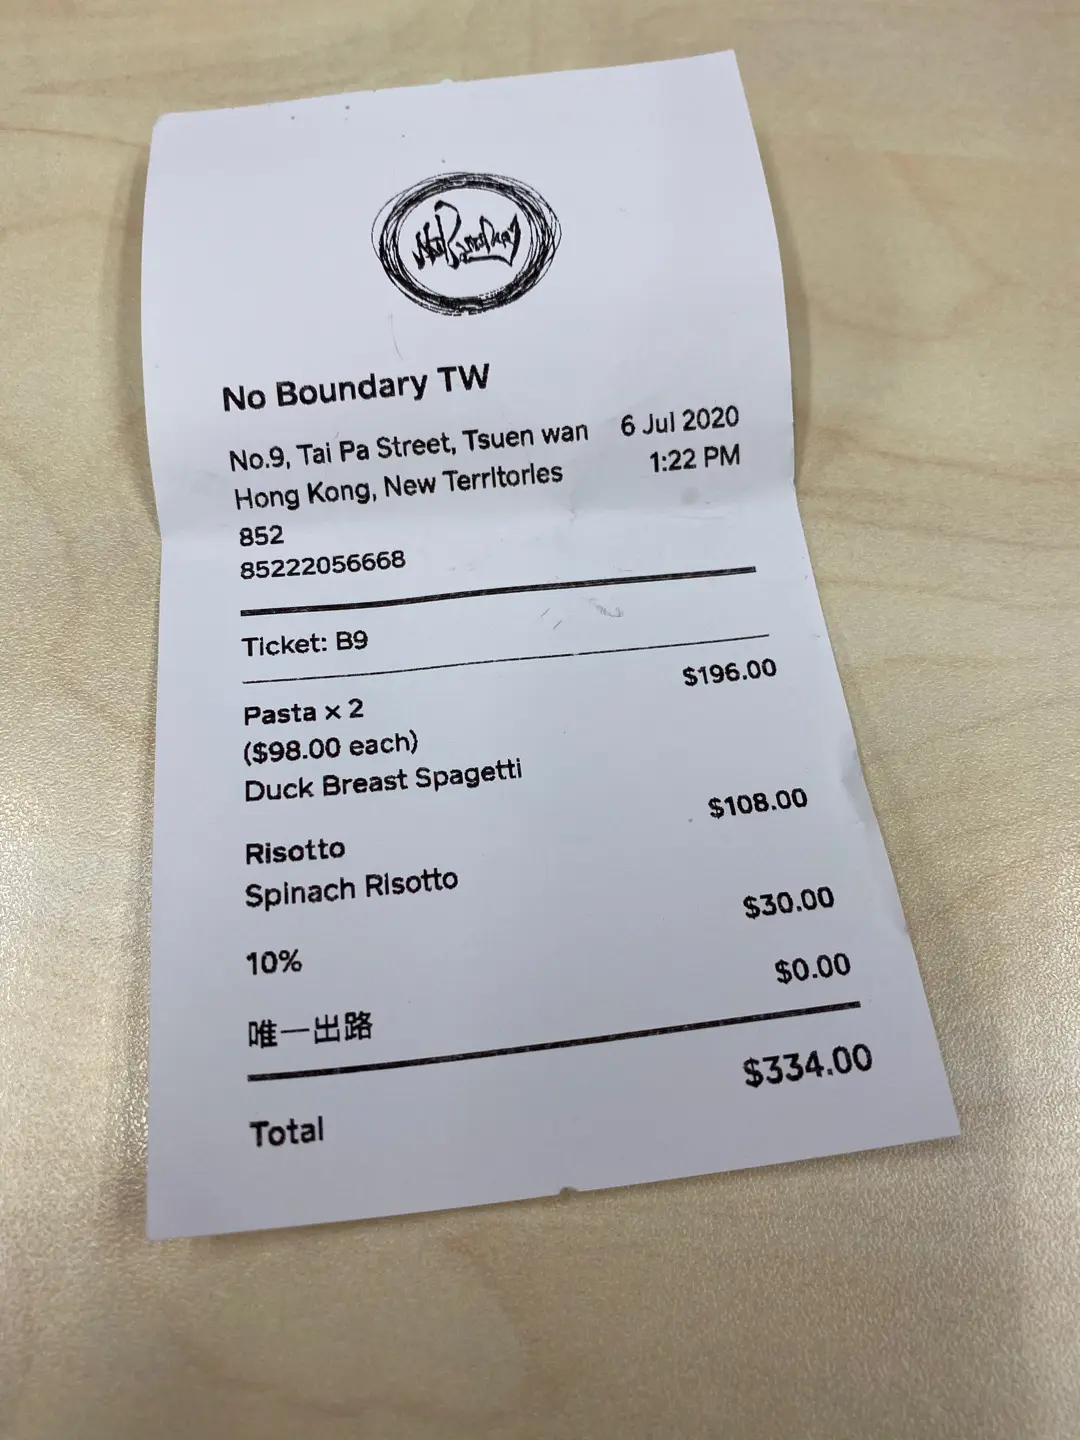 No Boundary
No Boundary TW
No.9, Tai Pa Street, Tsuen wan 6 Jul 2020
Hong Kong, New Territories 1:22 PM
852
85222056668
Ticket: B9
Pasta x 2 $196.00
($98.00 each)
Duck Breast Spagetti
Risotto $108.00
Spinach Risotto
10% $30.00
唯一出路 $0.00
Total $334.00